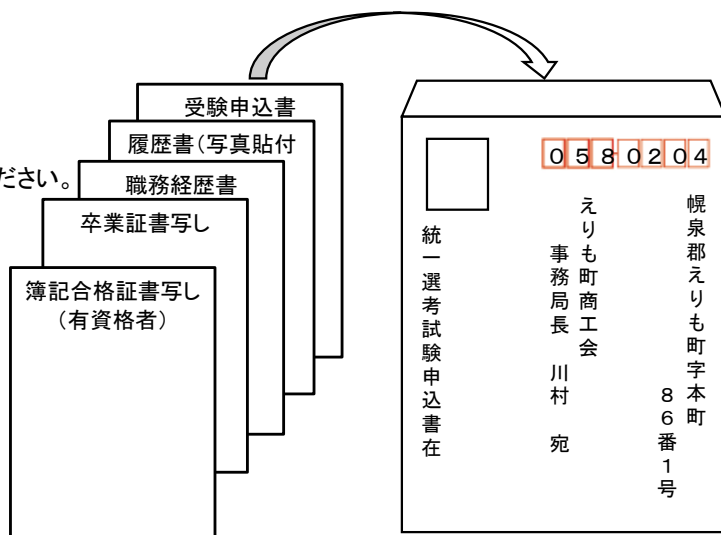 受験申込書
履歴書(写真貼付
ださい。
職務経歴書
卒業証書写し
簿記合格証書写し
(有資格者)
0580204
幌泉郡えりも町字本町
86番1号
えりも町商工会
事務局長 川村 宛
統一選考試験申込書在